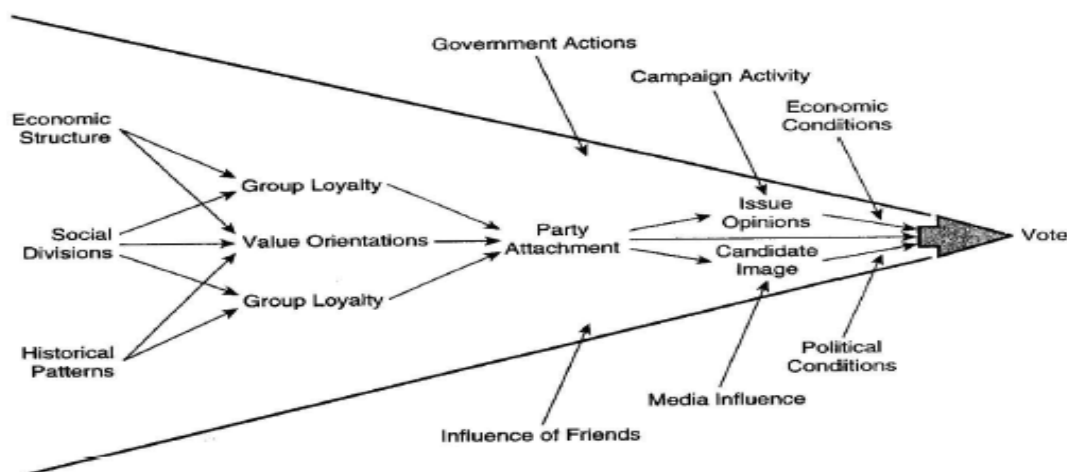 Government Actions
Campaign Activity
Economic
Conditions
Economic
Structure
Group Loyalty
Issue
Opinions
Social
Divisions
Value Orientations
Party
Attachment
Vote
Candidate
Image
Group Loyalty
Historical
Patterns
Political
Conditions
Media Influence
Influence of Friends